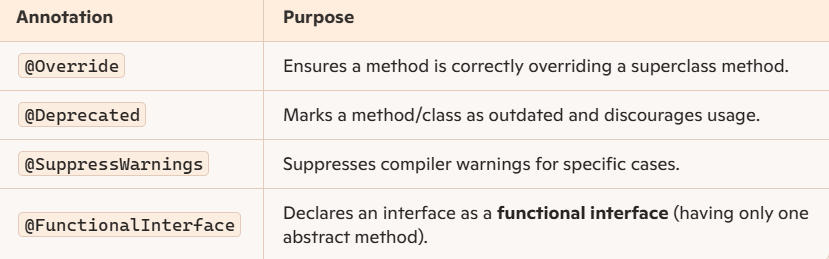 Annotation Purpose
@Override Ensures a method is correctly overriding a superclass method.
@Deprecated Marks a method/class as outdated and discourages usage.
@SuppressWarnings Suppresses compiler warnings for specific cases.
@FunctionalInterface Declares an interface as a functional interface (having only one
abstract method).